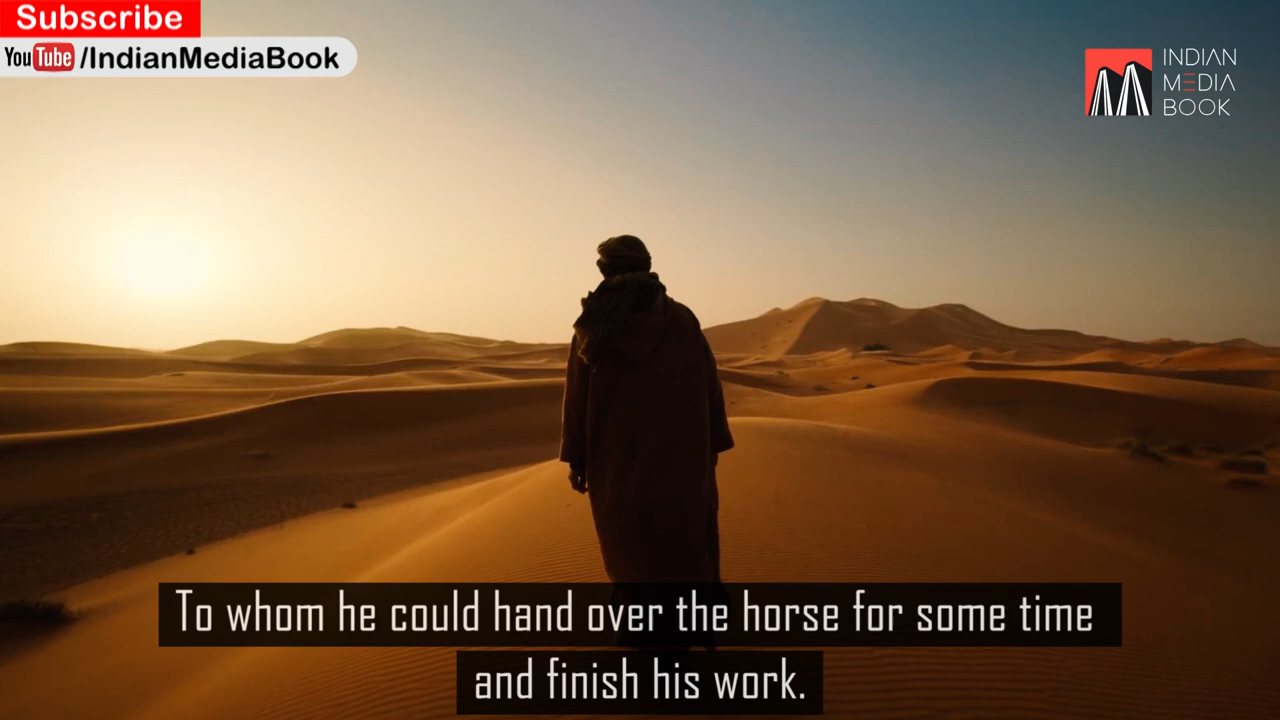 Subscribe
YouTube /IndianMediaBook
INDIAN
MEDIA
BOOK
To whom he could hand over the horse for some time
and finish his work.